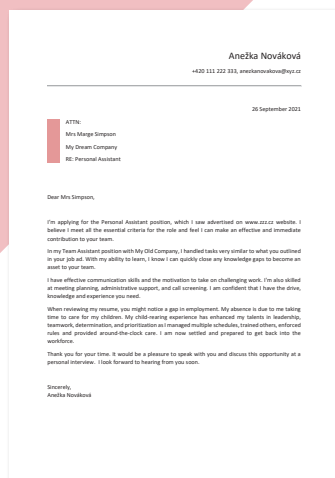 Anežka Nováková
+420 111 222 333, anezkanovakova@xyz.cz
26 September 2021
ATTN:
Mrs Marge Simpson
My Dream Company
RE: Personal Assistant
Dear Mrs Simpson,
I'm applying for the Personal Assistant position, which I saw advertised on www.zzz.cz website. I
believe I meet all the essential criteria for the role and feel I can make an effective and immediate
contribution to your team.
In my Team Assistant position with My Old Company, I handled tasks very similar to what you outlined
in your job ad. With my ability to learn, I know I can quickly close any knowledge gaps to become an
asset to your team.
I have effective communication skills and the motivation to take on challenging work. I'm also skilled
at meeting planning, administrative support, and call screening. I am confident that I have the drive,
knowledge and experience you need.
When reviewing my resume, you might notice a gap in employment. My absence is due to me taking
time to care for my children. My child-rearing experience has enhanced my talents in leadership,
teamwork, determination, and prioritization as I managed multiple schedules, trained others, enforced
rules and provided around-the-clock care. I am now settled and prepared to get back into the
workforce.
Thank you for your time. It would be a pleasure to speak with you and discuss this opportunity at a
personal interview. I look forward to hearing from you soon.
Sincerely,
Anežka Nováková